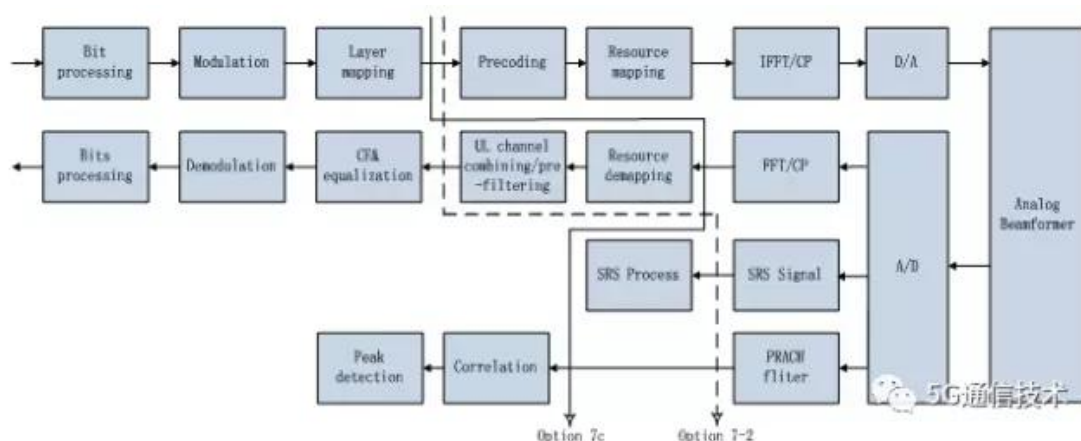 Bit
processing
Modulation
Layer
mapping
Precoding
Resource
mapping
IFFT/CP
D/A
Bits
processing
Demodulation
CE&
equalization
UL channel
combining/pre
-filtering
Resource
demapping
FFT/CP
A/D
Analog
Beamformer
SRS Process
SRS Signal
Peak
detection
Correlation
PRACH
fliter
5G通信技术
Option 7c
Option 7-2